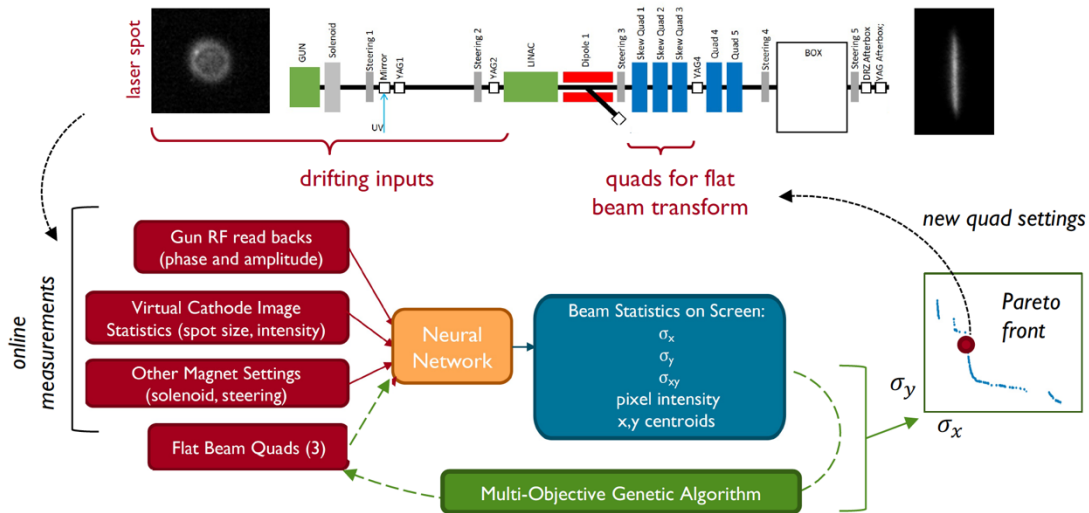 laser spot
GUN
Solenoid
Steering 1
Mirror
YAG1
Steering 2
YAG2
LINAC
Dipole 1
Steering 3
Skew Quad 1
Skew Quad 2
Skew Quad 3
YAG4
Quad 4
Quad 5
Steering 4
BOX
Steering 5
DRZ Afterbox
YAG Afterbox;
UV
drifting inputs
quads for flat
beam transform
new quad settings
online
measurements
Gun RF read backs
(phase and amplitude)
Virtual Cathode Image
Statistics (spot size, intensity)
Other Magnet Settings
(solenoid, steering)
Flat Beam Quads (3)
Neural
Network
Beam Statistics on Screen:
σx
σy
σxy
pixel intensity
x,y centroids
Multi-Objective Genetic Algorithm
Pareto
front
σy
σx